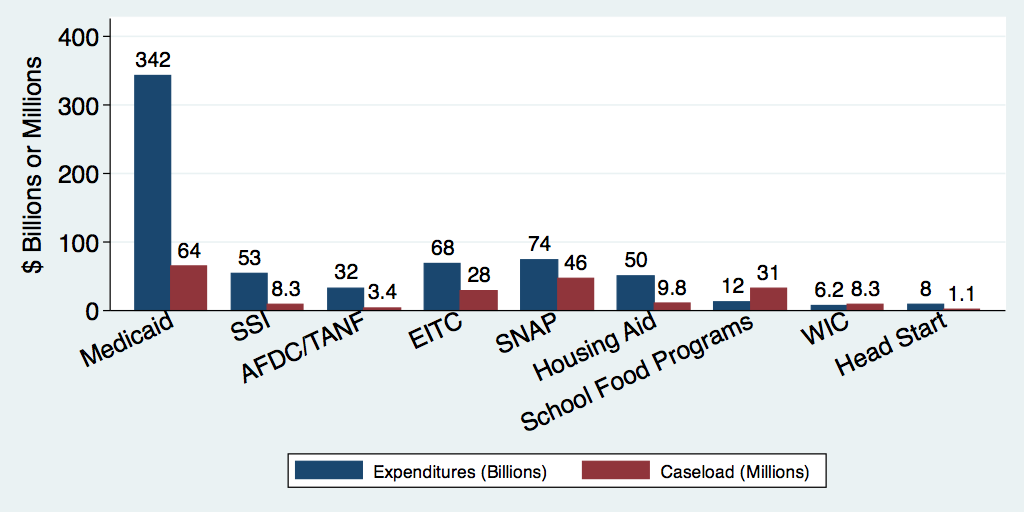 $ Billions or Millions
400
300
200
100
0
342
64
53
8.3
32
3.4
68
28
74
46
50
9.8
12
31
6.2
8.3
8
1.1
Medicaid
SSI
AFDC/TANF
EITC
SNAP
Housing Aid
School Food Programs
WIC
Head Start
Expenditures (Billions)
Caseload (Millions)